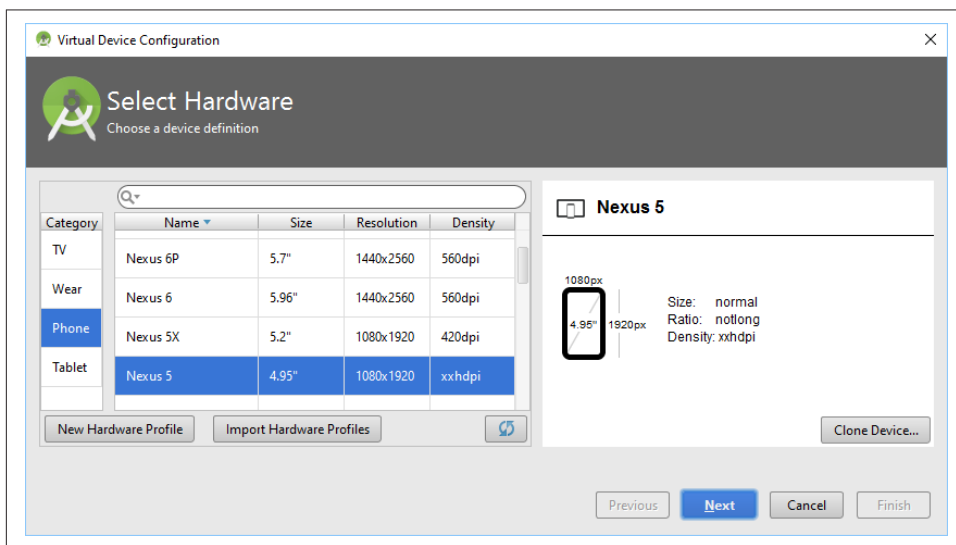 Virtual Device Configuration
Select Hardware
Choose a device definition
Category Name Size Resolution Density
TV
Wear
Phone
Tablet
Nexus 6P 5.7" 1440x2560 560dpi
Nexus 6 5.96" 1440x2560 560dpi
Nexus 5X 5.2" 1080x1920 420dpi
Nexus 5 4.95" 1080x1920 xxhdpi
New Hardware Profile Import Hardware Profiles
Nexus 5
1080px
4.95" 1920px
Size: normal
Ratio: notlong
Density: xxhdpi
Clone Device...
Previous Next Cancel Finish